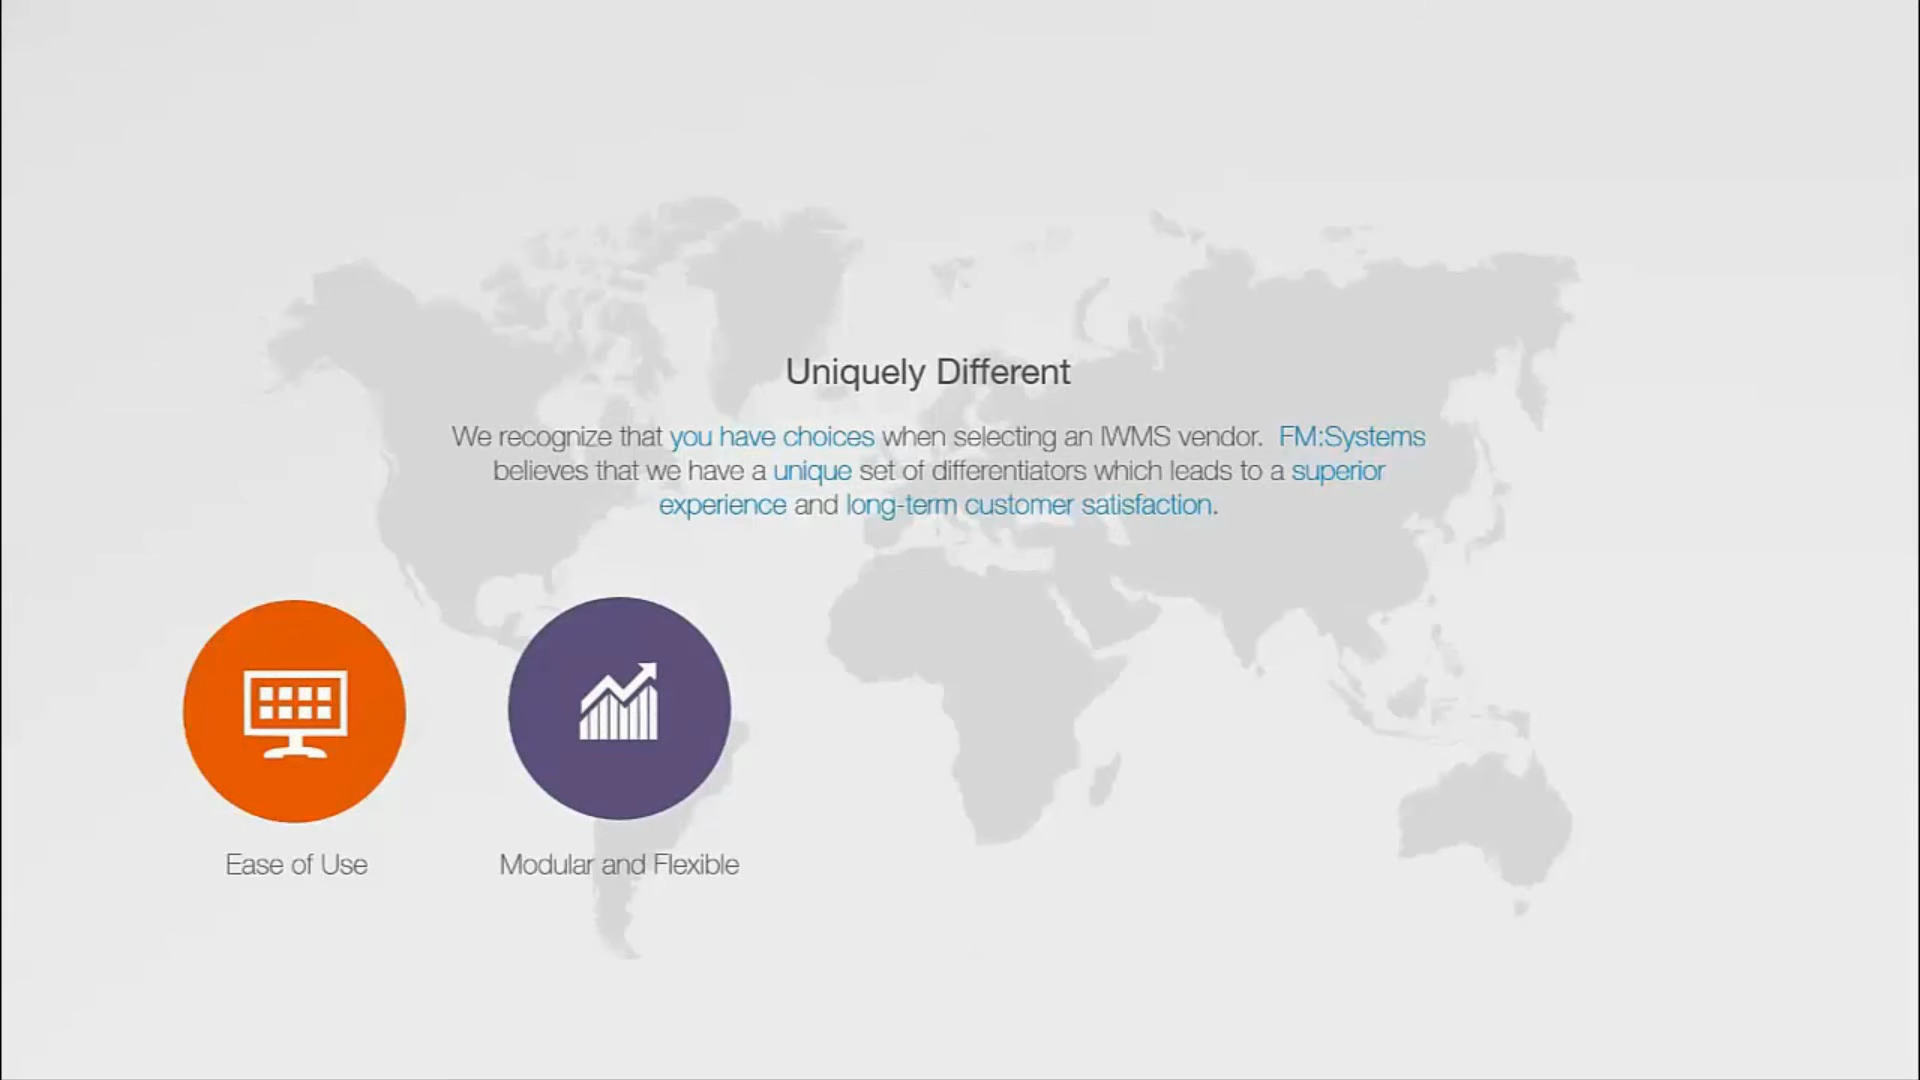 Uniquely Different
We recognize that you have choices when selecting an IWMS vendor. FM:Systems
believes that we have a unique set of differentiators which leads to a superior
experience and long-term customer satisfaction.
Ease of Use
Modular and Flexible